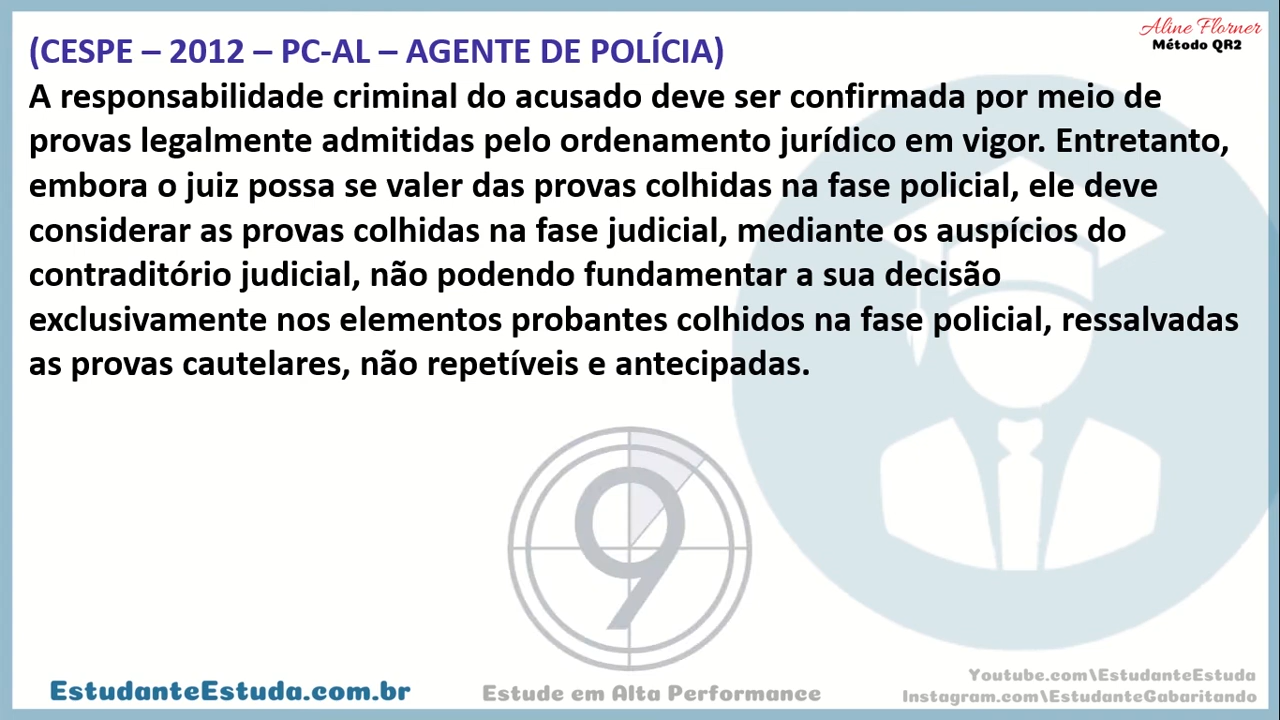 Aline Florner
Método QR2
(CESPE – 2012 – PC-AL – AGENTE DE POLÍCIA)
A responsabilidade criminal do acusado deve ser confirmada por meio de
provas legalmente admitidas pelo ordenamento jurídico em vigor. Entretanto,
embora o juiz possa se valer das provas colhidas na fase policial, ele deve
considerar as provas colhidas na fase judicial, mediante os auspícios do
contraditório judicial, não podendo fundamentar a sua decisão
exclusivamente nos elementos probantes colhidos na fase policial, ressalvadas
as provas cautelares, não repetíveis e antecipadas.
9
EstudanteEstuda.com.br
Estude em Alta Performance
Youtube.com\EstudanteEstuda
Instagram.com\EstudanteGabaritando